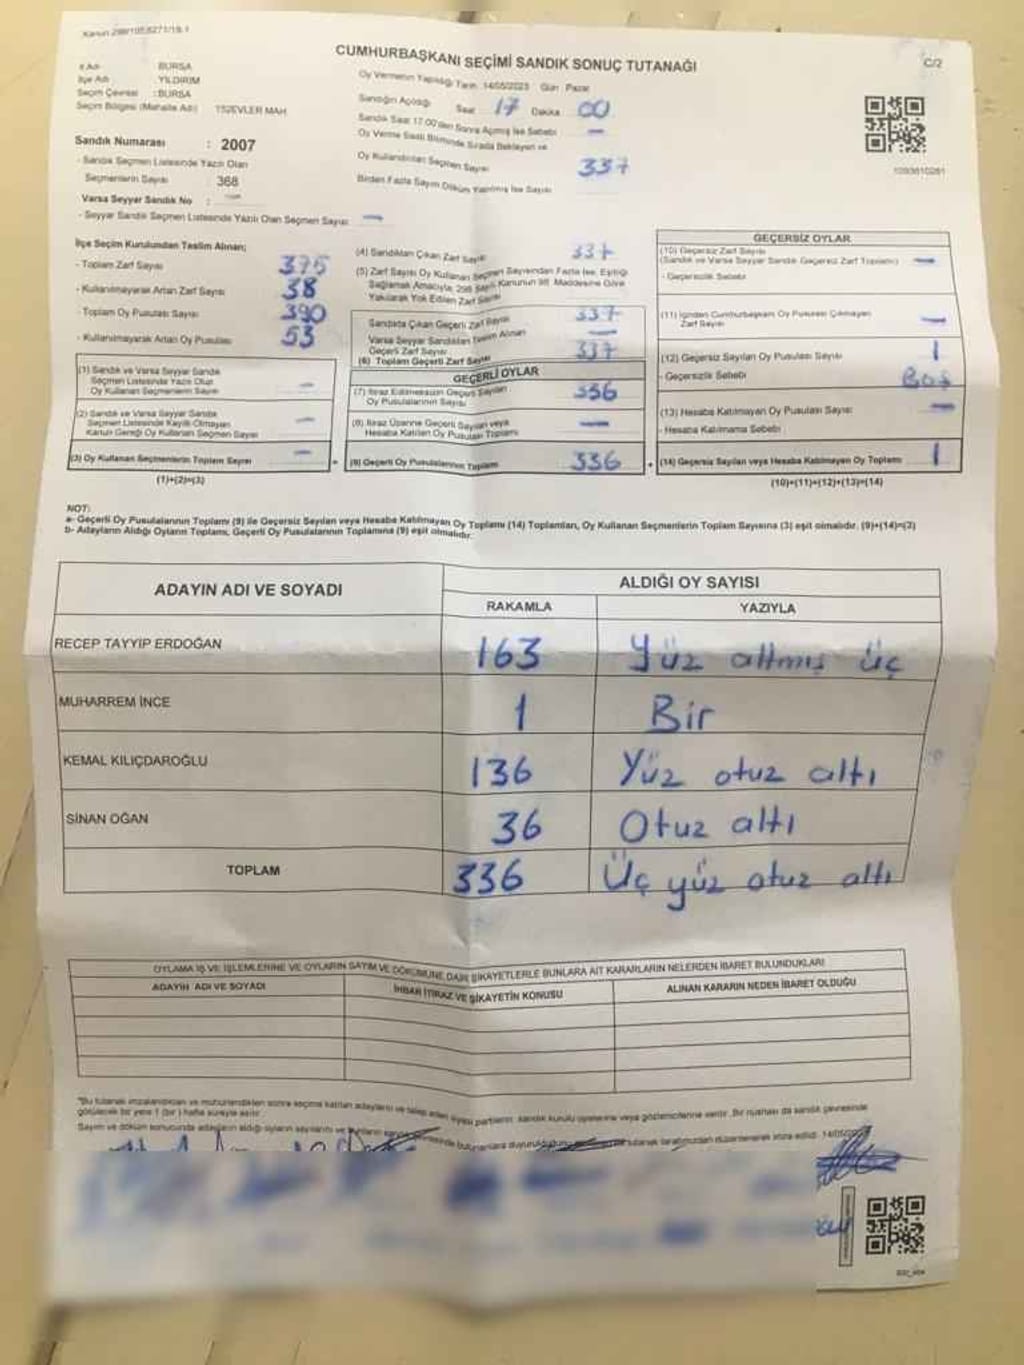 Kanun 298/105,6271/19-1
CUMHURBAŞKANI SEÇİMİ SANDIK SONUÇ TUTANAĞI
C/2
İl Adı : BURSA
İlçe Adı : YILDIRIM
Seçim Çevresi : BURSA
Seçim Bölgesi (Mahalle Adı) 152EVLER MAH
Sandık Numarası : 2007
- Sandık Seçmen Listesinde Yazılı Olan
Seçmenlerin Sayısı : 368
Varsa Seyyar Sandık No :
- Seyyar Sandık Seçmen Listesinde Yazılı Olan Seçmen Sayısı —
Oy Vermenin Yapıldığı Tarih 14/05/2023 Gün Pazar
Sandığın Açıldığı Saat 17 Dakika 00
Sandık Saat 17.00'den Sonra Açılmış İse Sebebi —
Oy Verme Saati Bitiminde Sırada Bekleyen ve
Oy Kullandırılan Seçmen Sayısı 337
Birden Fazla Sayım Döküm Yapılmış İse Sayısı
İlçe Seçim Kurulundan Teslim Alınan;
- Toplam Zarf Sayısı 375
- Kullanılmayarak Artan Zarf Sayısı 38
- Toplam Oy Pusulası Sayısı 390
- Kullanılmayarak Artan Oy Pusulası 53
(1) Sandık ve Varsa Seyyar Sandık
Seçmen Listesinde Yazılı Olup
Oy Kullanan Seçmenlerin Sayısı —
(2) Sandık ve Varsa Seyyar Sandık
Seçmen Listesinde Kayıtlı Olmayan
Kanun Gereği Oy Kullanan Seçmen Sayısı —
(3) Oy Kullanan Seçmenlerin Toplam Sayısı —
(1)+(2)=(3)
(4) Sandıktan Çıkan Zarf Sayısı 337
(5) Zarf Sayısı Oy Kullanan Seçmen Sayısından Fazla İse, Eşitliği
Sağlamak Amacıyla, 298 Sayılı Kanunun 98. Maddesine Göre
Yakılarak Yok Edilen Zarf Sayısı
Sandıkta Çıkan Geçerli Zarf Sayısı 337
Varsa Seyyar Sandıktan Teslim Alınan
Geçerli Zarf Sayısı —
(6) Toplam Geçerli Zarf Sayısı 337
GEÇERLİ OYLAR
(7) İtiraz Edilmeksizin Geçerli Sayılan
Oy Pusulalarının Sayısı 336
(8) İtiraz Üzerine Geçerli Sayılan veya
Hesaba Katılan Oy Pusulası Toplamı —
(9) Geçerli Oy Pusulalarının Toplamı 336
GEÇERSİZ OYLAR
(10) Geçersiz Zarf Sayısı
(Sandık ve Varsa Seyyar Sandık Geçersiz Zarf Toplamı) —
- Geçersizlik Sebebi
(11) İçinden Cumhurbaşkanı Oy Pusulası Çıkmayan
Zarf Sayısı —
(12) Geçersiz Sayılan Oy Pusulası Sayısı 1
- Geçersizlik Sebebi Boş
(13) Hesaba Katılmayan Oy Pusulası Sayısı —
- Hesaba Katılmama Sebebi
(14) Geçersiz Sayılan veya Hesaba Katılmayan Oy Toplamı 1
(10)+(11)+(12)+(13)=(14)
NOT:
a- Geçerli Oy Pusulalarının Toplamı (9) ile Geçersiz Sayılan veya Hesaba Katılmayan Oy Toplamı (14) Toplamları, Oy Kullanan Seçmenlerin Toplam Sayısına (3) eşit olmalıdır. (9)+(14)=(3)
b- Adayların Aldığı Oyların Toplamı, Geçerli Oy Pusulalarının Toplamına (9) eşit olmalıdır.
ADAYIN ADI VE SOYADI
ALDIĞI OY SAYISI
RAKAMLA YAZIYLA
RECEP TAYYİP ERDOĞAN 163 Yüz altmış üç
MUHARREM İNCE 1 Bir
KEMAL KILIÇDAROĞLU 136 Yüz otuz altı
SİNAN OĞAN 36 Otuz altı
TOPLAM 336 Üç yüz otuz altı
OYLAMA İŞ VE İŞLEMLERİNE VE OYLARIN SAYIM VE DÖKÜMÜNE DAİR ŞİKAYETLERLE BUNLARA AİT KARARLARIN NELERDEN İBARET BULUNDUKLARI
ADAYIN ADI VE SOYADI İHBAR İTİRAZ VE ŞİKAYETİN KONUSU ALINAN KARARIN NEDEN İBARET OLDUĞU
"Bu tutanak imzalandıktan ve mühürlendikten sonra seçime katılan adayların ve talep eden siyasi partilerin sandık kurulu üyelerine veya gözlemcilerine verilir. Bir nüshası da sandık çevresinde
görülecek bir yere 1 (bir) hafta süreyle asılır.
Sayım ve döküm sonucunda adayların aldığı oyların sayılarını ve